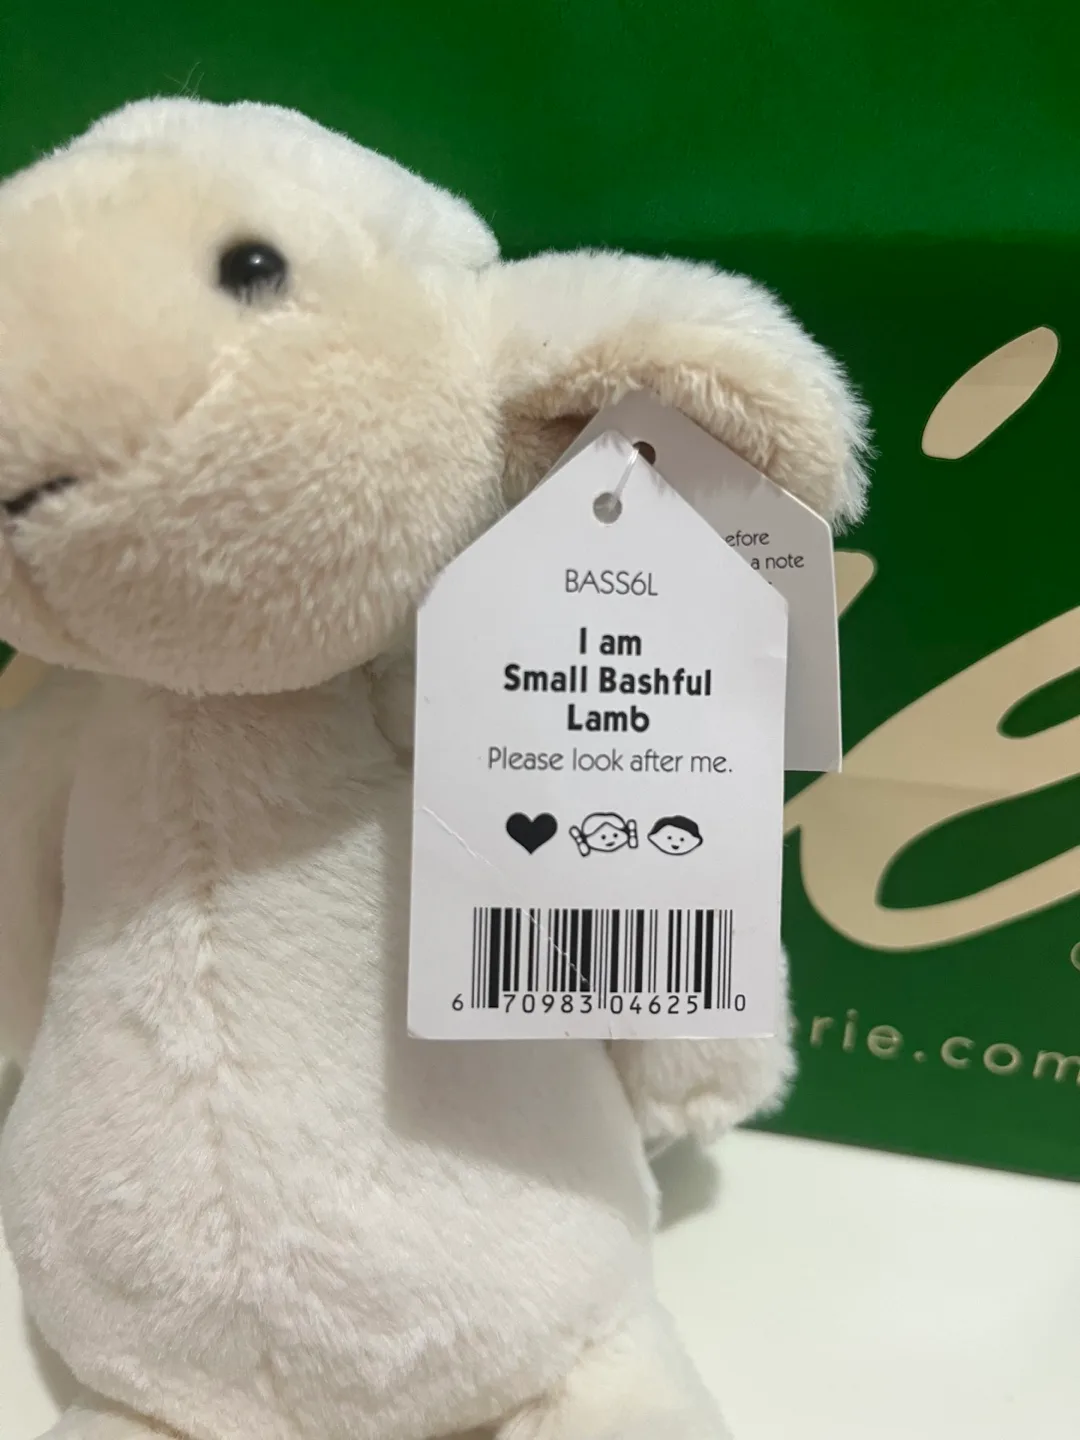 efore
a note
BASS6L
I am
Small Bashful
Lamb
Please look after me.
6 70983 04625 0
rie.com